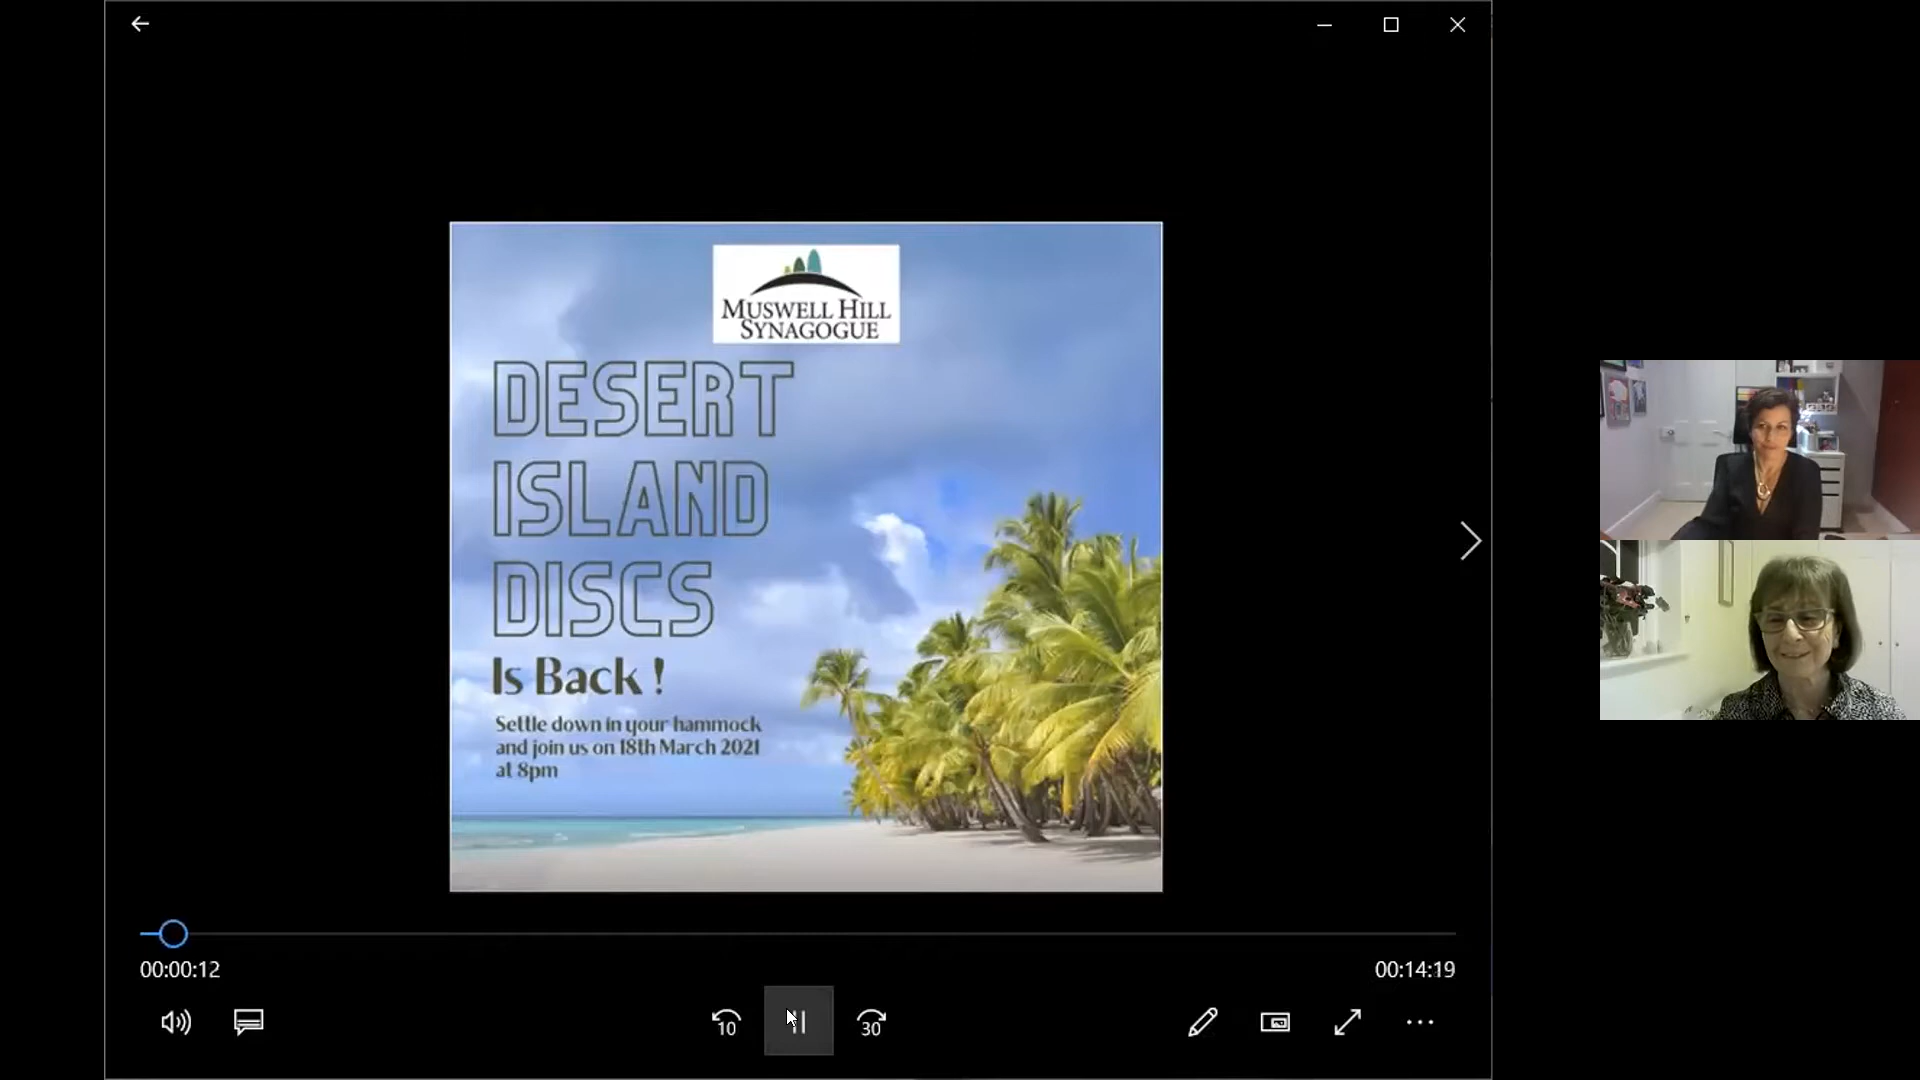 MUSWELL HILL
SYNAGOGUE
DESERT
ISLAND
DISCS
Is Back !
Settle down in your hammock
and join us on 18th March 2021
at 8pm
00:00:12
00:14:19
10
30